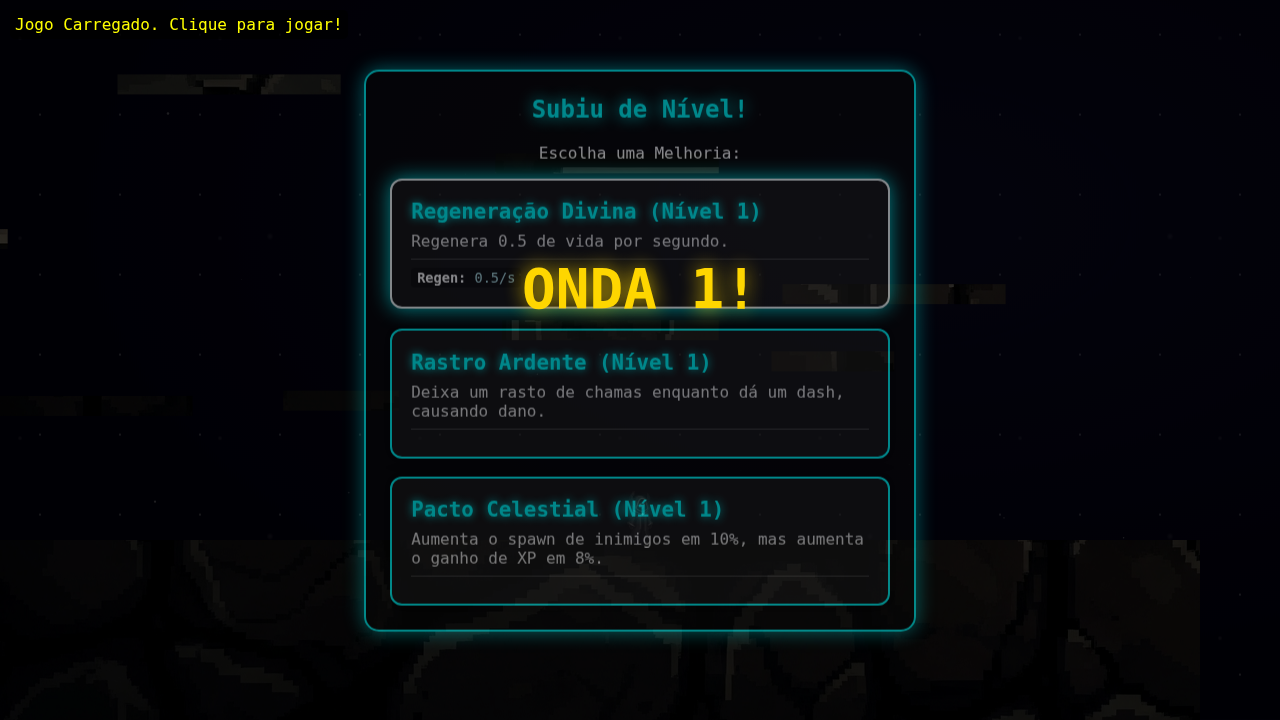 Jogo Carregado. Clique para jogar!
Subiu de Nível!
Escolha uma Melhoria:
Regeneração Divina (Nível 1)
Regenera 0.5 de vida por segundo.
Regen: 0.5/s
ONDA 1!
Rastro Ardente (Nível 1)
Deixa um rasto de chamas enquanto dá um dash,
causando dano.
Pacto Celestial (Nível 1)
Aumenta o spawn de inimigos em 10%, mas aumenta
o ganho de XP em 8%.